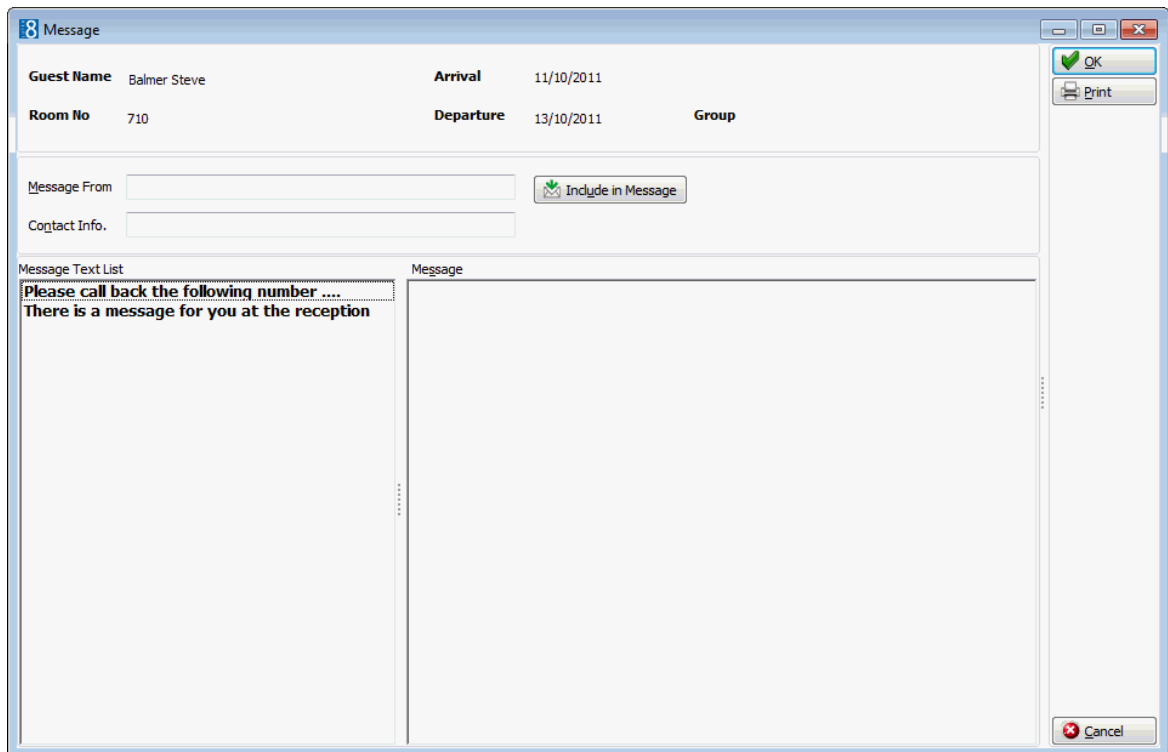 8 Message
Guest Name Balmer Steve Arrival 11/10/2011
Room No 710 Departure 13/10/2011 Group
OK
Print
Message From Include in Message
Contact Info.
Message Text List Message
Please call back the following number ....
There is a message for you at the reception
Cancel